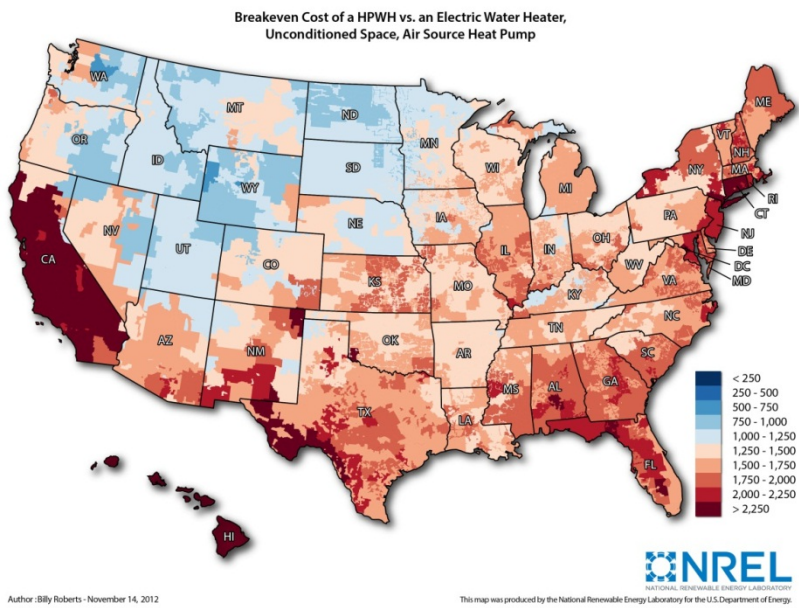 Breakeven Cost of a HPWH vs. an Electric Water Heater,
Unconditioned Space, Air Source Heat Pump
WA
MT
ND
MN
ME
VT
NH
OR
ID
WY
SD
WI
MI
NY
MA
RI
CT
NV
UT
CO
NE
IA
IL
IN
OH
PA
NJ
DE
DC
MD
CA
KS
MO
WV
VA
KY
AZ
NM
OK
AR
TN
NC
SC
TX
LA
MS
AL
GA
FL
HI
< 250
250 - 500
500 - 750
750 - 1,000
1,000 - 1,250
1,250 - 1,500
1,500 - 1,750
1,750 - 2,000
2,000 - 2,250
> 2,250
NREL
NATIONAL RENEWABLE ENERGY LABORATORY
Author : Billy Roberts - November 14, 2012
This map was produced by the National Renewable Energy Laboratory for the U.S. Department of Energy.